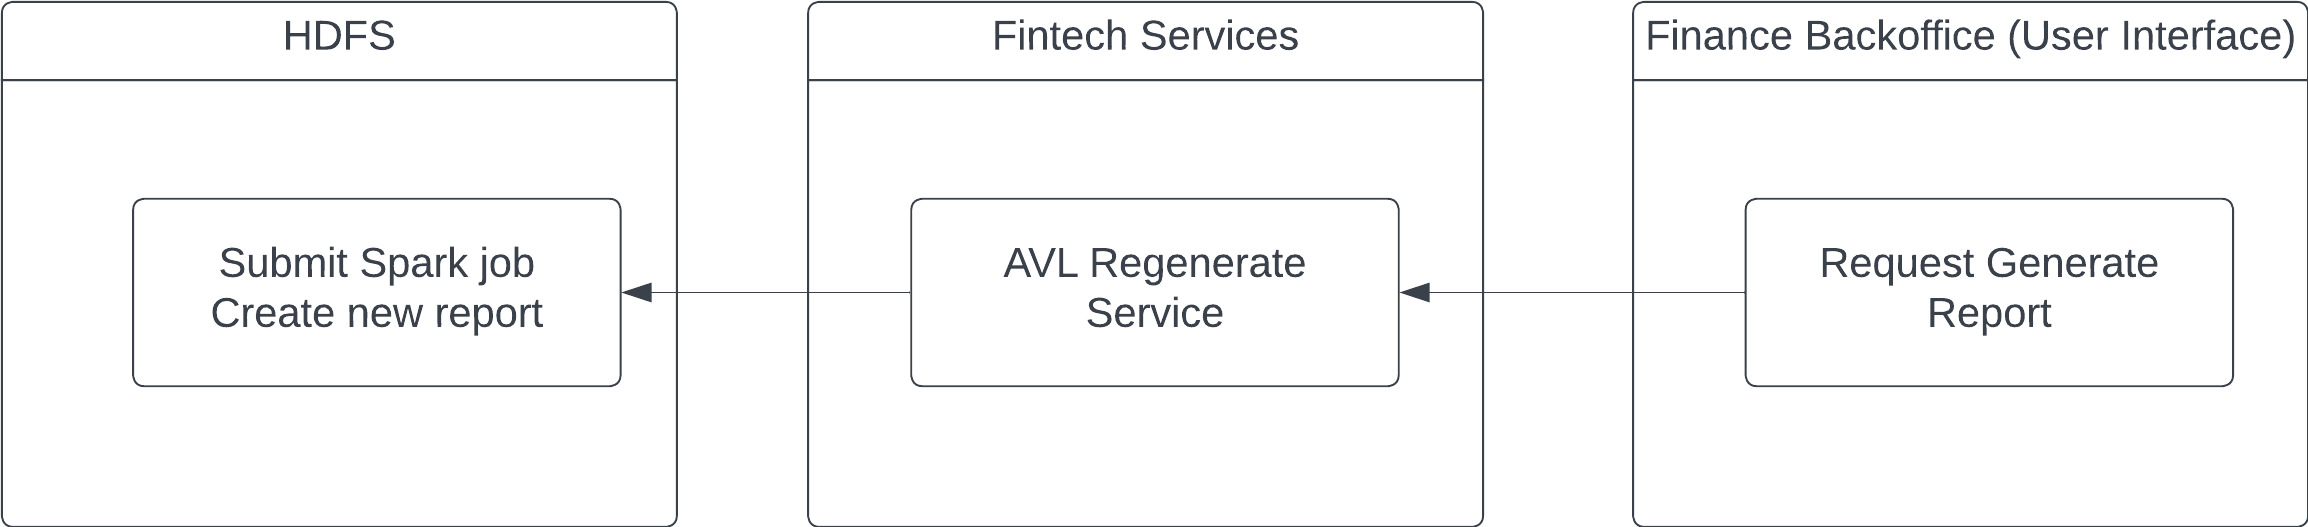 HDFS
Submit Spark job
Create new report
Fintech Services
AVL Regenerate
Service
Finance Backoffice (User Interface)
Request Generate
Report